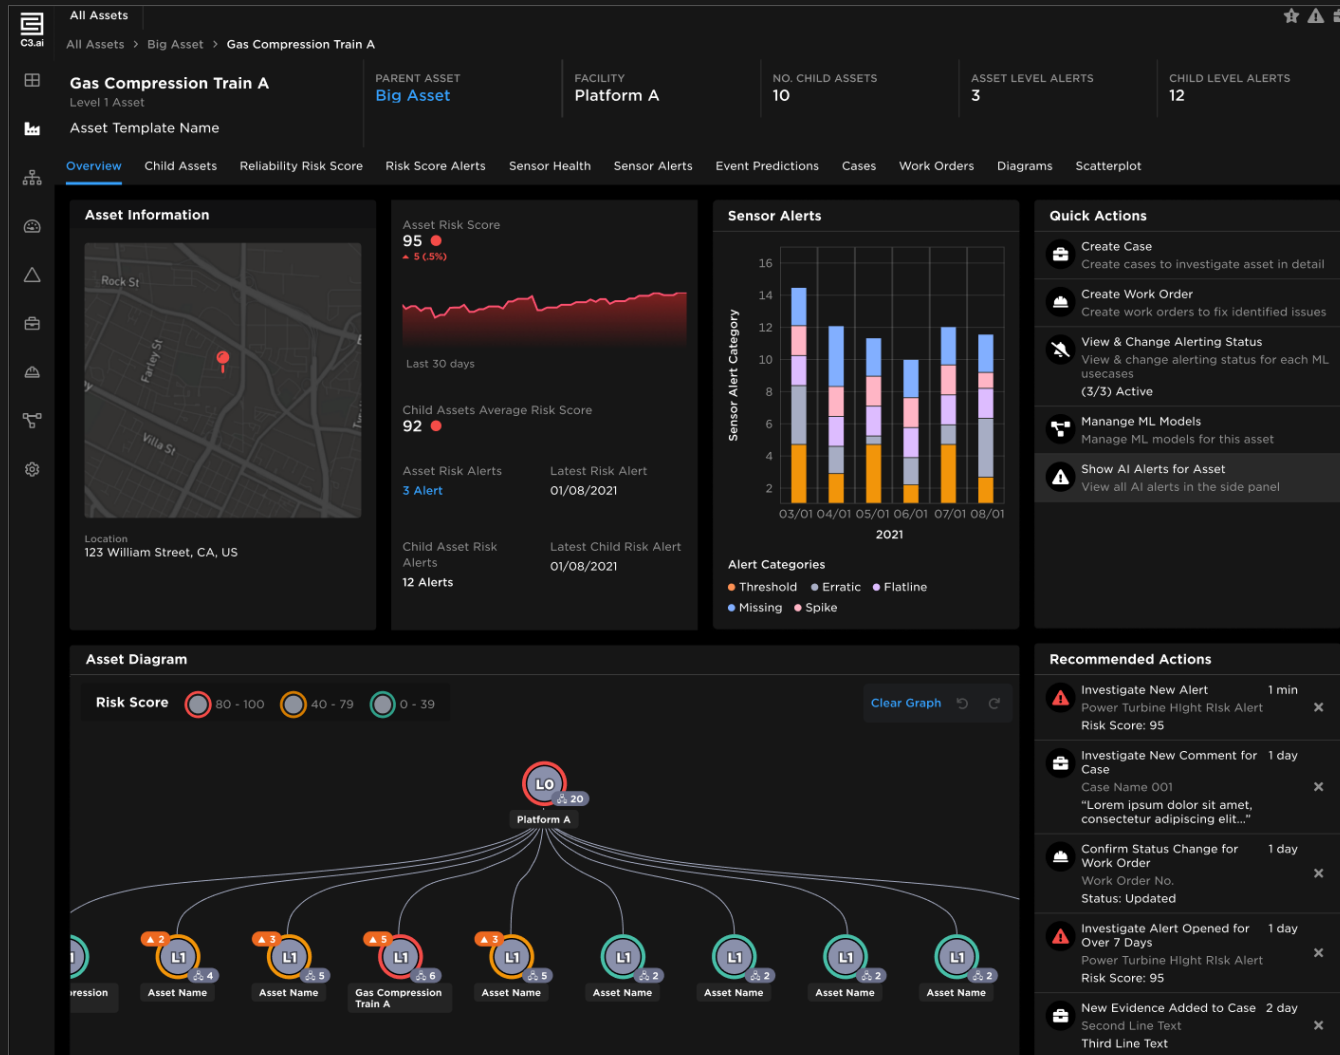 C3.ai
All Assets
All Assets > Big Asset > Gas Compression Train A
Gas Compression Train A
Level 1 Asset
Asset Template Name
PARENT ASSET
Big Asset
FACILITY
Platform A
NO. CHILD ASSETS
10
ASSET LEVEL ALERTS
3
CHILD LEVEL ALERTS
12
Overview Child Assets Reliability Risk Score Risk Score Alerts Sensor Health Sensor Alerts Event Predictions Cases Work Orders Diagrams Scatterplot
Asset Information
Rock St
Farley St
Villa St
Location
123 William Street, CA, US
Asset Risk Score
95
5 (.5%)
Last 30 days
Child Assets Average Risk Score
92
Asset Risk Alerts
3 Alert
Latest Risk Alert
01/08/2021
Child Asset Risk
Alerts
12 Alerts
Latest Child Risk Alert
01/08/2021
Sensor Alerts
Sensor Alert Category
16
14
12
10
8
6
4
2
03/01 04/01 05/01 06/01 07/01 08/01
2021
Alert Categories
Threshold Erratic Flatline
Missing Spike
Quick Actions
Create Case
Create cases to investigate asset in detail
Create Work Order
Create work orders to fix identified issues
View & Change Alerting Status
View & change alerting status for each ML
usecases
(3/3) Active
Manange ML Models
Manage ML models for this asset
Show AI Alerts for Asset
View all AI alerts in the side panel
Asset Diagram
Risk Score 80 - 100 40 - 79 0 - 39
Clear Graph
L0
20
Platform A
ression
2
L1
4
Asset Name
3
L1
5
Asset Name
5
L1
6
Gas Compression
Train A
3
L1
5
Asset Name
L1
2
Asset Name
L1
2
Asset Name
L1
2
Asset Name
L1
2
Asset Name
Recommended Actions
Investigate New Alert 1 min
Power Turbine HIght RIsk Alert
Risk Score: 95
Investigate New Comment for 1 day
Case
Case Name 001
“Lorem ipsum dolor sit amet,
consectetur adipiscing elit...”
Confirm Status Change for 1 day
Work Order
Work Order No.
Status: Updated
Investigate Alert Opened for 1 day
Over 7 Days
Power Turbine HIght RIsk Alert
Risk Score: 95
New Evidence Added to Case 2 day
Second Line Text
Third Line Text